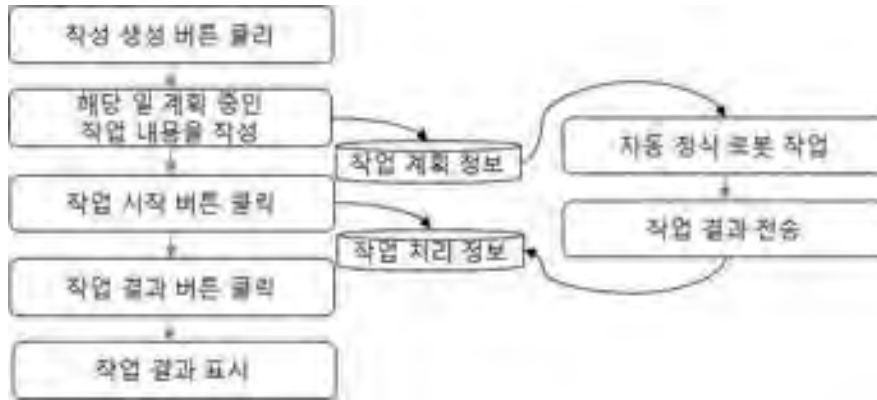 작성 생성 버튼 클릭
해당 일 계획 중인
작업 내용을 작성
작업 계획 정보
자동 정식 로봇 작업
작업 시작 버튼 클릭
작업 처리 정보
작업 결과 전송
작업 결과 버튼 클릭
작업 결과 표시